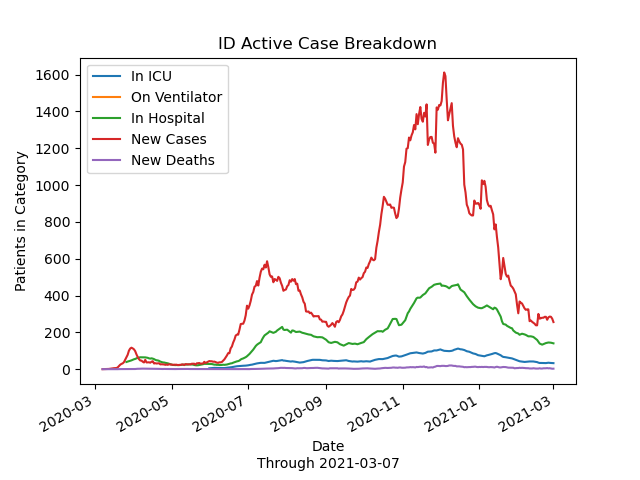 ID Active Case Breakdown
In ICU
On Ventilator
In Hospital
New Cases
New Deaths
Patients in Category
1600
1400
1200
1000
800
600
400
200
0
2020-03
2020-05
2020-07
2020-09
2020-11
2021-01
2021-03
Date
Through 2021-03-07